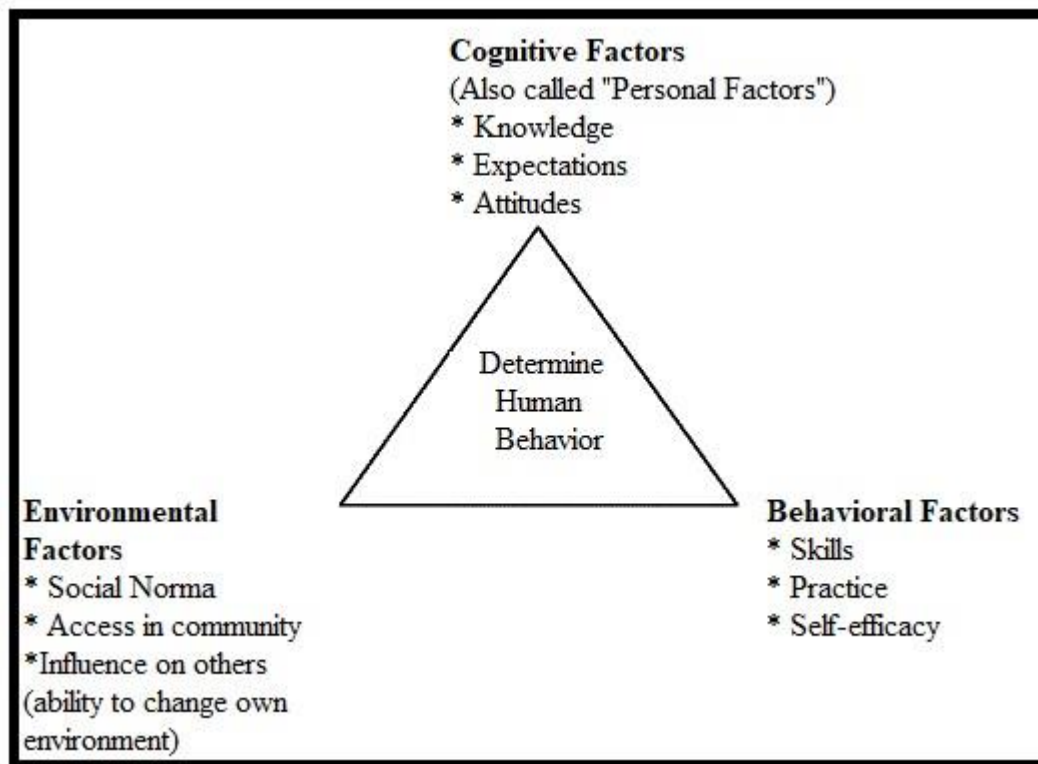 Cognitive Factors
(Also called "Personal Factors")
* Knowledge
* Expectations
* Attitudes
Determine
Human
Behavior
Environmental
Factors
* Social Norma
* Access in community
*Influence on others
(ability to change own
environment)
Behavioral Factors
* Skills
* Practice
* Self-efficacy